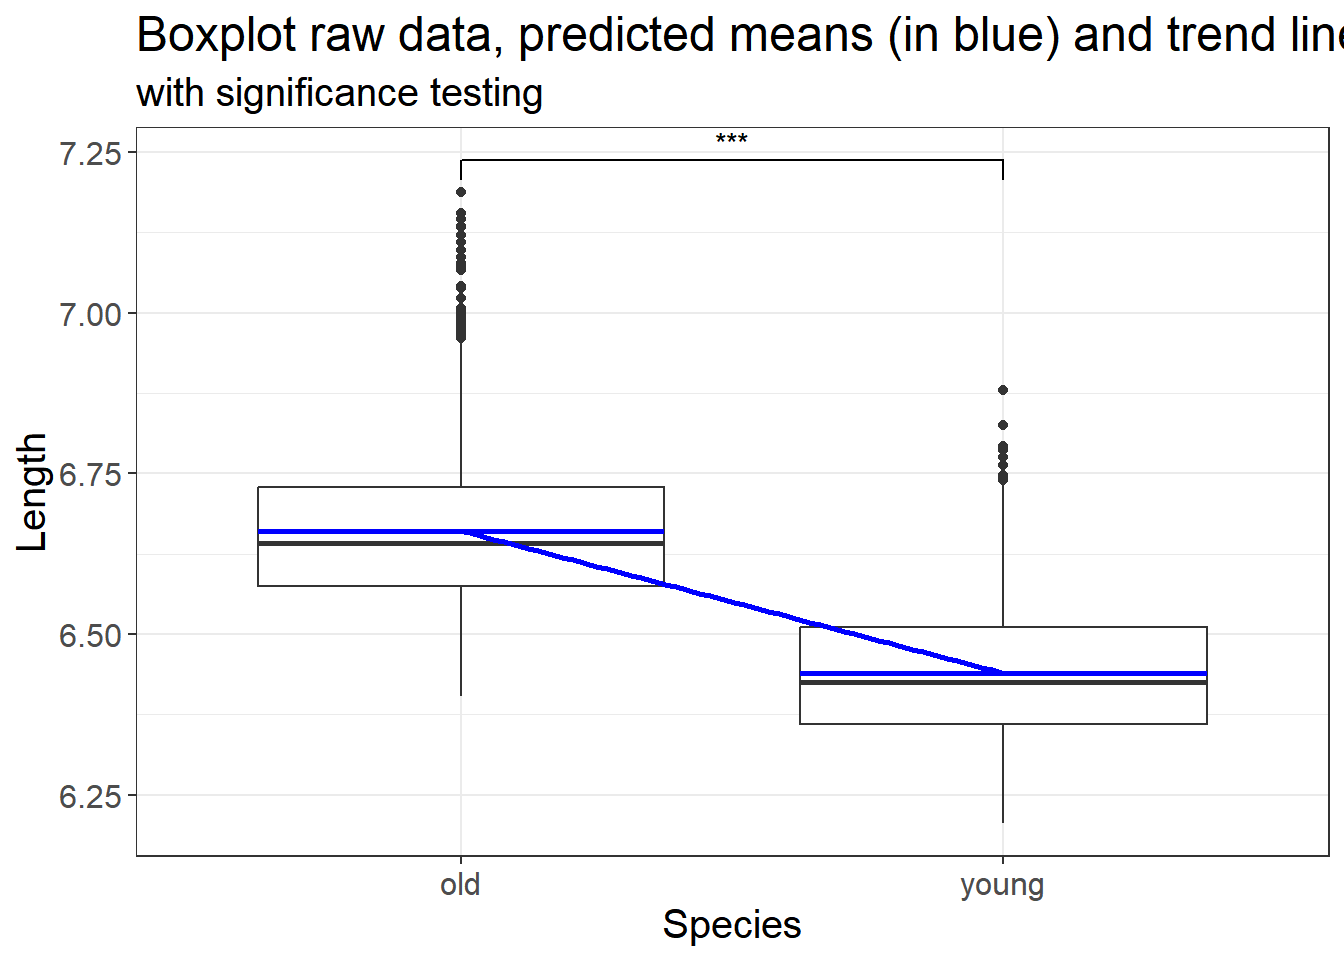 Boxplot raw data, predicted means (in blue) and trend line
with significance testing
***
7.25
7.00
6.75
6.50
6.25
Length
old young
Species